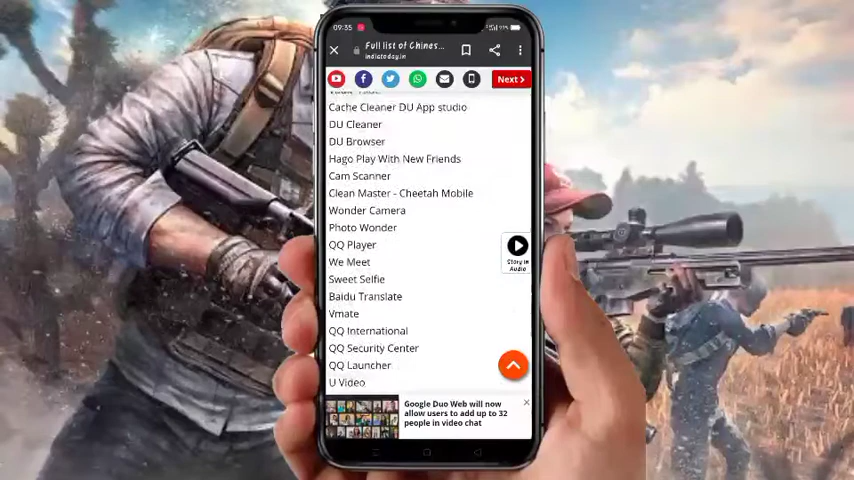 09:35
Full list of Chines...
indiatoday.in
Next
Cache Cleaner DU App studio
DU Cleaner
DU Browser
Hago Play With New Friends
Cam Scanner
Clean Master - Cheetah Mobile
Wonder Camera
Photo Wonder
QQ Player
We Meet
Sweet Selfie
Baidu Translate
Vmate
QQ International
QQ Security Center
QQ Launcher
U Video
Story in
Audio
Google Duo Web will now
allow users to add up to 32
people in video chat